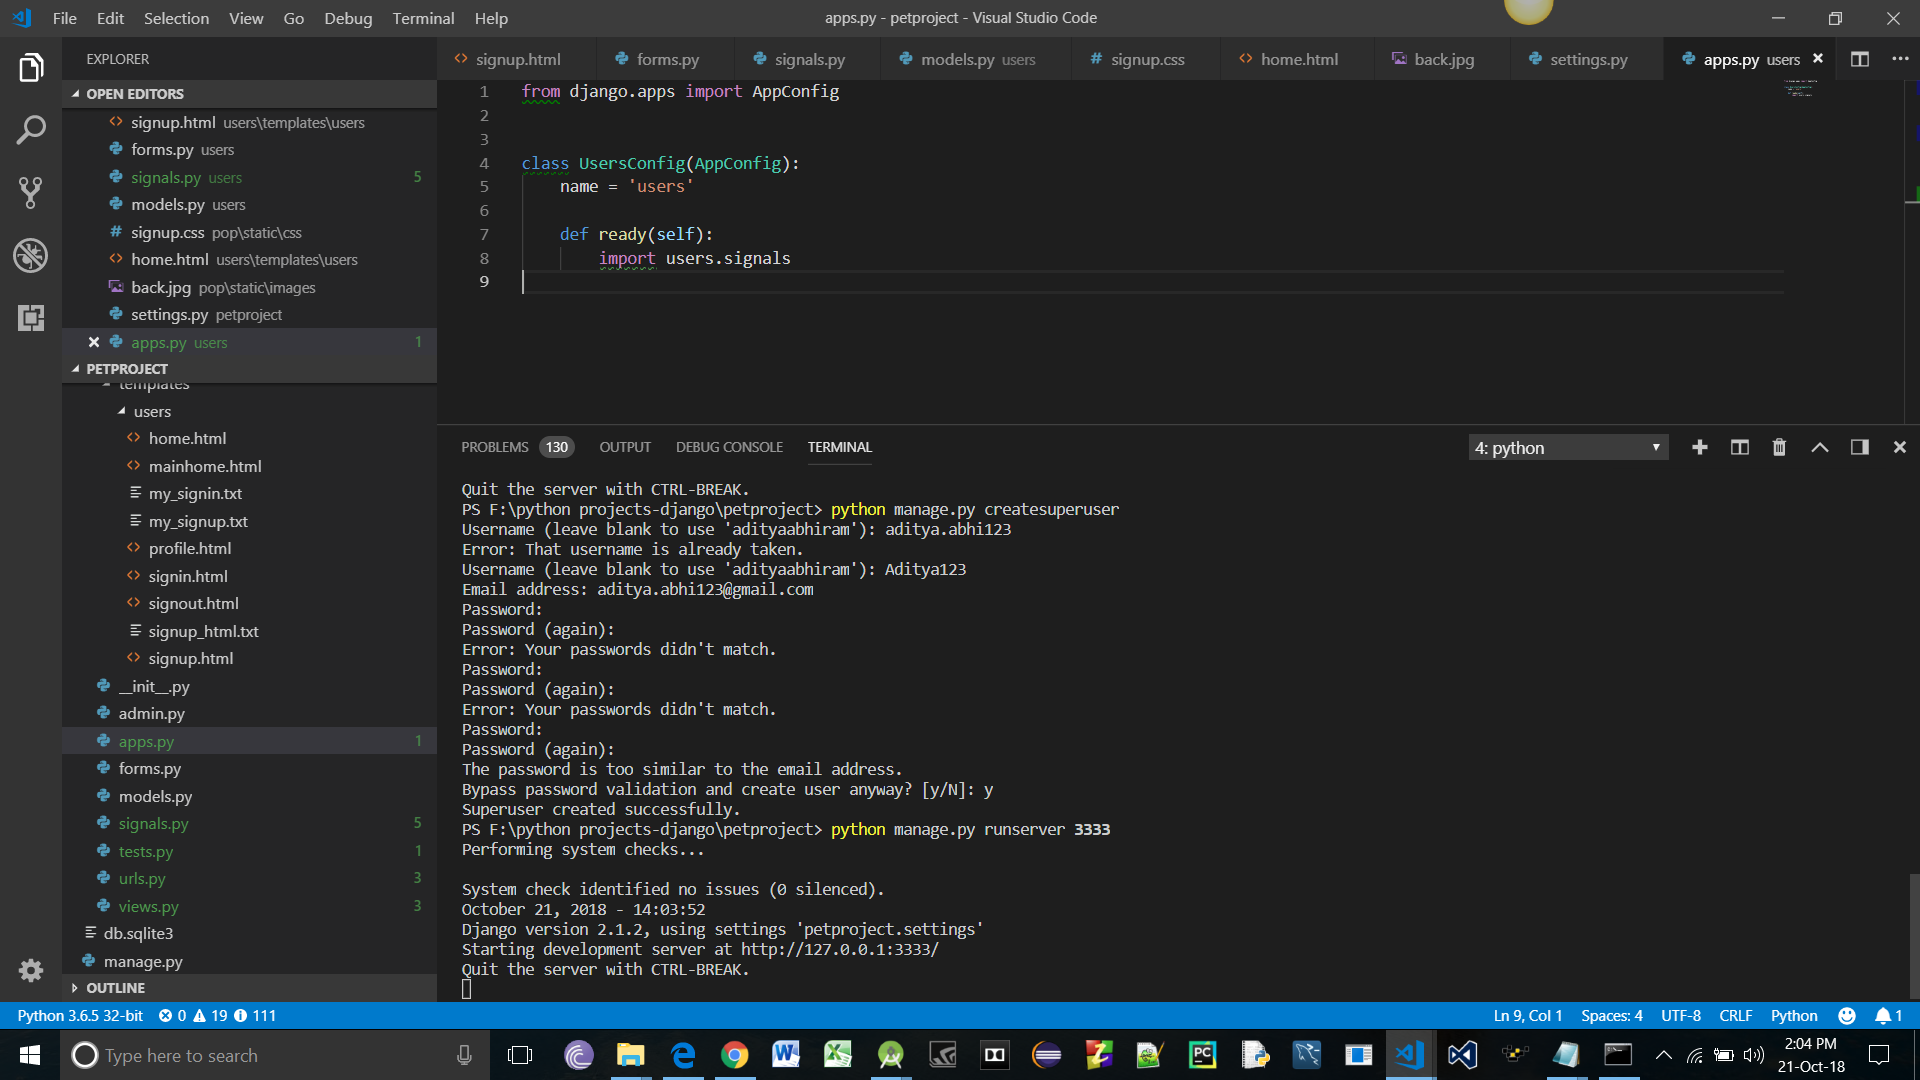 File Edit Selection View Go Debug Terminal Help
apps.py - petproject - Visual Studio Code
EXPLORER
signup.html
forms.py
signals.py
models.py users
signup.css
home.html
back.jpg
settings.py
apps.py users
OPEN EDITORS
signup.html users\templates\users
forms.py users
signals.py users 5
models.py users
signup.css pop\static\css
home.html users\templates\users
back.jpg pop\static\images
settings.py petproject
apps.py users 1
PETPROJECT
templates
users
home.html
mainhome.html
my_signin.txt
my_signup.txt
profile.html
signin.html
signout.html
signup_html.txt
signup.html
__init__.py
admin.py
apps.py 1
forms.py
models.py
signals.py 5
tests.py 1
urls.py 3
views.py 3
db.sqlite3
manage.py
OUTLINE
1 from django.apps import AppConfig
2
3
4 class UsersConfig(AppConfig):
5 name = 'users'
6
7 def ready(self):
8 import users.signals
9
PROBLEMS 130 OUTPUT DEBUG CONSOLE TERMINAL
4: python
Quit the server with CTRL-BREAK.
PS F:\python projects-django\petproject> python manage.py createsuperuser
Username (leave blank to use 'adityaabhiram'): aditya.abhi123
Error: That username is already taken.
Username (leave blank to use 'adityaabhiram'): Aditya123
Email address: aditya.abhi123@gmail.com
Password:
Password (again):
Error: Your passwords didn't match.
Password:
Password (again):
Error: Your passwords didn't match.
Password:
Password (again):
The password is too similar to the email address.
Bypass password validation and create user anyway? [y/N]: y
Superuser created successfully.
PS F:\python projects-django\petproject> python manage.py runserver 3333
Performing system checks...
System check identified no issues (0 silenced).
October 21, 2018 - 14:03:52
Django version 2.1.2, using settings 'petproject.settings'
Starting development server at http://127.0.0.1:3333/
Quit the server with CTRL-BREAK.
Python 3.6.5 32-bit 0 19 111
Ln 9, Col 1 Spaces: 4 UTF-8 CRLF Python 1
Type here to search
2:04 PM
21-Oct-18